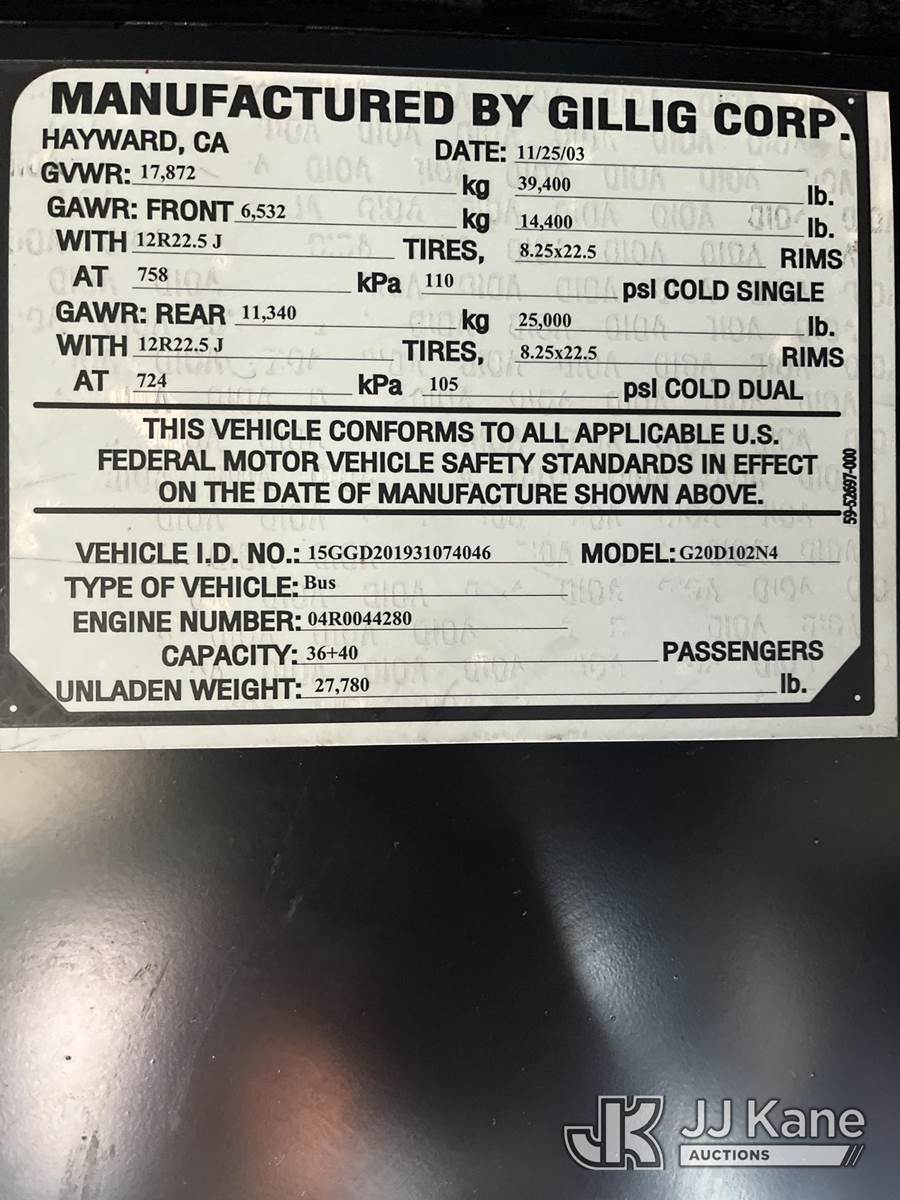 MANUFACTURED BY GILLIG CORP.
HAYWARD, CA DATE: 11/25/03
GVWR: 17,872 kg 39,400 lb.
GAWR: FRONT 6,532 kg 14,400 lb.
WITH 12R22.5 J TIRES, 8.25x22.5 RIMS
AT 758 kPa 110 psI COLD SINGLE
GAWR: REAR 11,340 kg 25,000 lb.
WITH 12R22.5 J TIRES, 8.25x22.5 RIMS
AT 724 kPa 105 psI COLD DUAL
THIS VEHICLE CONFORMS TO ALL APPLICABLE U.S.
FEDERAL MOTOR VEHICLE SAFETY STANDARDS IN EFFECT
ON THE DATE OF MANUFACTURE SHOWN ABOVE.
59-52697-000
VEHICLE I.D. NO.: 15GGD201931074046 MODEL: G20D102N4
TYPE OF VEHICLE: Bus
ENGINE NUMBER: 04R0044280
CAPACITY: 36+40 PASSENGERS
UNLADEN WEIGHT: 27,780 lb.
JK JJ Kane
AUCTIONS